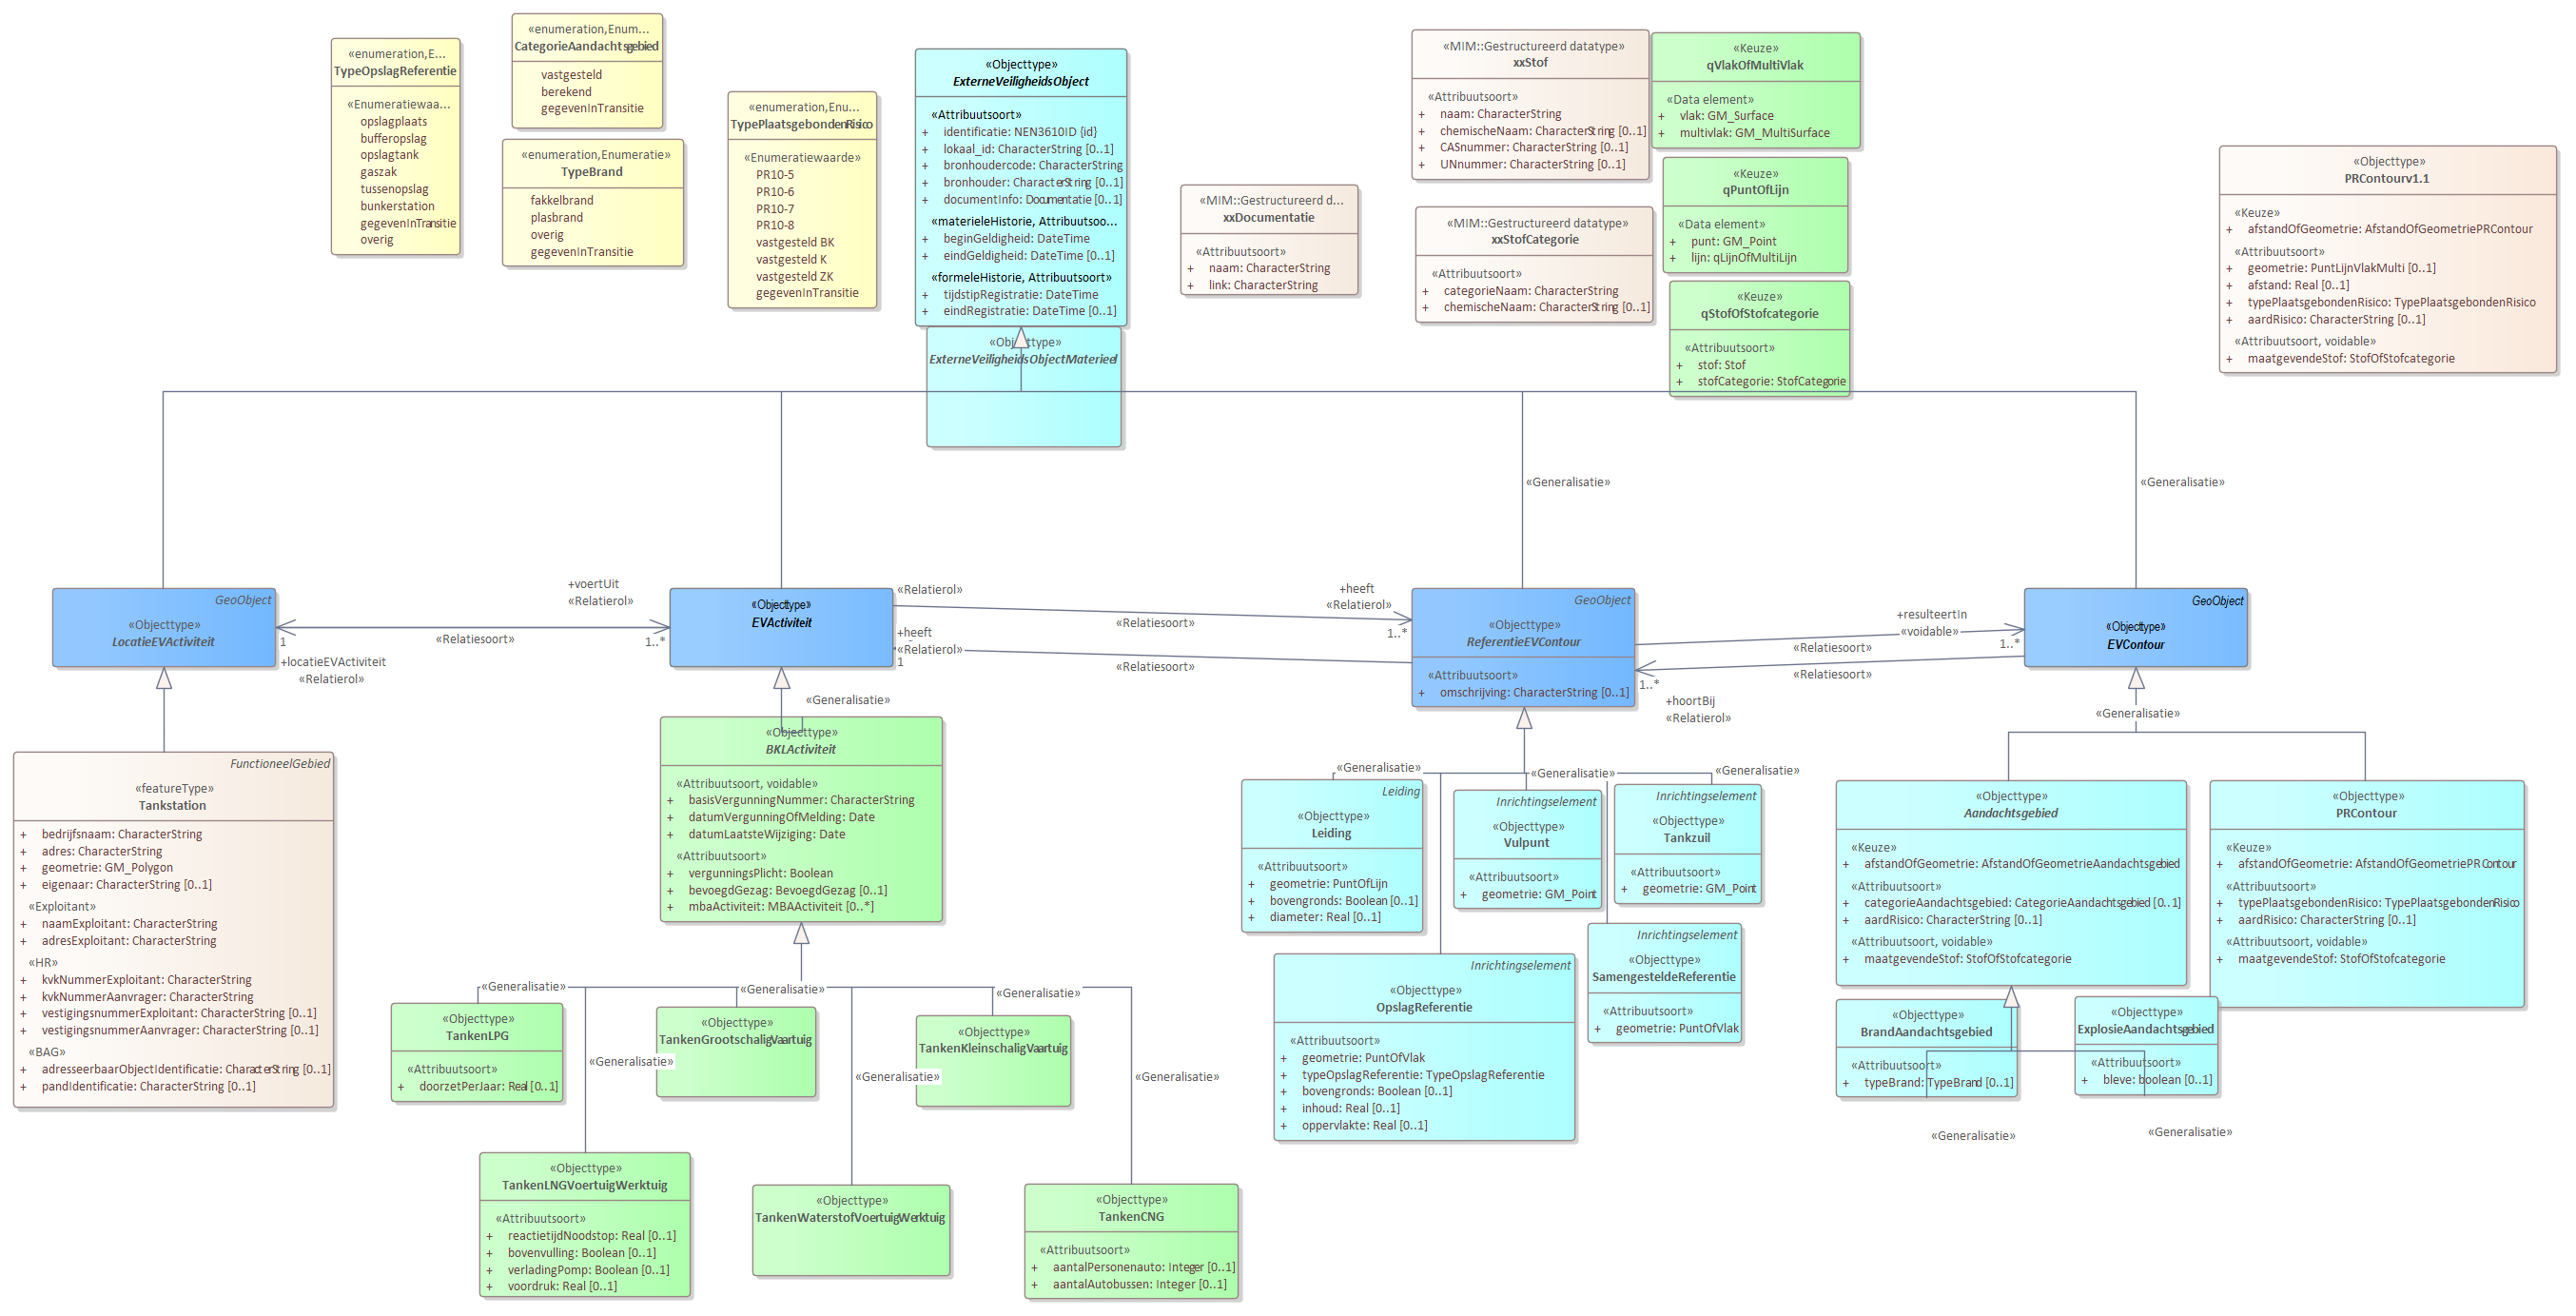 «enumeration,E...
TypeOpslagReferentie
«Enumeratiewaa...
opslagplaats
bufferopslag
opslagtank
gaszak
tussenopslag
bunkerstation
gegevenInTransitie
overig
«enumeration,Enum...
CategorieAandachtsgebied
vastgesteld
berekend
gegevenInTransitie
«enumeration,Enumeratie»
TypeBrand
fakkelbrand
plasbrand
overig
gegevenInTransitie
«enumeration,Enu...
TypePlaatsgebondenRisico
«Enumeratiewaarde»
PR10-5
PR10-6
PR10-7
PR10-8
vastgesteld BK
vastgesteld K
vastgesteld ZK
gegevenInTransitie
«Objecttype»
ExterneVeiligheidsObject
«Attribuutsoort»
+ identificatie: NEN3610ID {id}
+ lokaal_id: CharacterString [0..1]
+ bronhoudercode: CharacterString
+ bronhouder: CharacterString [0..1]
+ documentInfo: Documentatie [0..1]
«materieleHistorie, Attribuutsoo...
+ beginGeldigheid: DateTime
+ eindGeldigheid: DateTime [0..1]
«formeleHistorie, Attribuutsoort»
+ tijdstipRegistratie: DateTime
+ eindRegistratie: DateTime [0..1]
«Objecttype»
ExterneVeiligheidsObjectMaterieel
«MIM::Gestructureerd d...
xxDocumentatie
«Attribuutsoort»
+ naam: CharacterString
+ link: CharacterString
«MIM::Gestructureerd datatype»
xxStof
«Attribuutsoort»
+ naam: CharacterString
+ chemischeNaam: CharacterString [0..1]
+ CASnummer: CharacterString [0..1]
+ UNnummer: CharacterString [0..1]
«MIM::Gestructureerd datatype»
xxStofCategorie
«Attribuutsoort»
+ categorieNaam: CharacterString
+ chemischeNaam: CharacterString [0..1]
«Keuze»
qVlakOfMultiVlak
«Data element»
+ vlak: GM_Surface
+ multivlak: GM_MultiSurface
«Keuze»
qPuntOfLijn
«Data element»
+ punt: GM_Point
+ lijn: qLijnOfMultiLijn
«Keuze»
qStofOfStofcategorie
«Attribuutsoort»
+ stof: Stof
+ stofCategorie: StofCategorie
«Objecttype»
PRContourv1.1
«Keuze»
+ afstandOfGeometrie: AfstandOfGeometriePRContour
«Attribuutsoort»
+ geometrie: PuntLijnVlakMulti [0..1]
+ afstand: Real [0..1]
+ typePlaatsgebondenRisico: TypePlaatsgebondenRisico
+ aardRisico: CharacterString [0..1]
«Attribuutsoort, voidable»
+ maatgevendeStof: StofOfStofcategorie
«Generalisatie»
«Generalisatie»
GeoObject
«Objecttype»
LocatieEVActiviteit
1
+locatieEVActiviteit
«Relatierol»
«Relatiesoort»
+voertUit
«Relatierol»
1..*
«Objecttype»
EVActiviteit
«Relatierol»
+heeft
«Relatierol»
1
«Relatiesoort»
«Relatiesoort»
+heeft
«Relatierol»
1..*
GeoObject
«Objecttype»
ReferentieEVContour
«Attribuutsoort»
+ omschrijving: CharacterString [0..1]
+resulteertIn
«voidable»
1..*
«Relatiesoort»
«Relatiesoort»
1..*
+hoortBij
«Relatierol»
GeoObject
«Objecttype»
EVContour
«Generalisatie»
«Generalisatie»
FunctioneelGebied
«featureType»
Tankstation
+ bedrijfsnaam: CharacterString
+ adres: CharacterString
+ geometrie: GM_Polygon
+ eigenaar: CharacterString [0..1]
«Exploitant»
+ naamExploitant: CharacterString
+ adresExploitant: CharacterString
«HR»
+ kvkNummerExploitant: CharacterString
+ kvkNummerAanvrager: CharacterString
+ vestigingsnummerExploitant: CharacterString [0..1]
+ vestigingsnummerAanvrager: CharacterString [0..1]
«BAG»
+ adresseerbaarObjectIdentificatie: CharacterString [0..1]
+ pandIdentificatie: CharacterString [0..1]
«Objecttype»
BKLActiviteit
«Attribuutsoort, voidable»
+ basisVergunningNummer: CharacterString
+ datumVergunningOfMelding: Date
+ datumLaatsteWijziging: Date
«Attribuutsoort»
+ vergunningsPlicht: Boolean
+ bevoegdGezag: BevoegdGezag [0..1]
+ mbaActiviteit: MBAActiviteit [0..*]
«Generalisatie»
«Generalisatie»
«Generalisatie»
«Generalisatie»
«Generalisatie»
«Generalisatie»
«Objecttype»
TankenLPG
«Attribuutsoort»
+ doorzetPerJaar: Real [0..1]
«Objecttype»
TankenGrootschaligVaartuig
«Objecttype»
TankenKleinschaligVaartuig
«Objecttype»
TankenLNGVoertuigWerktuig
«Attribuutsoort»
+ reactietijdNoodstop: Real [0..1]
+ bovenvulling: Boolean [0..1]
+ verladingPomp: Boolean [0..1]
+ voordruk: Real [0..1]
«Objecttype»
TankenWaterstofVoertuigWerktuig
«Objecttype»
TankenCNG
«Attribuutsoort»
+ aantalPersonenauto: Integer [0..1]
+ aantalAutobussen: Integer [0..1]
«Generalisatie»
«Generalisatie»
«Generalisatie»
Leiding
«Objecttype»
Leiding
«Attribuutsoort»
+ geometrie: PuntOfLijn
+ bovengronds: Boolean [0..1]
+ diameter: Real [0..1]
Inrichtingselement
«Objecttype»
Vulpunt
«Attribuutsoort»
+ geometrie: GM_Point
Inrichtingselement
«Objecttype»
Tankzuil
«Attribuutsoort»
+ geometrie: GM_Point
Inrichtingselement
«Objecttype»
SamengesteldeReferentie
«Attribuutsoort»
+ geometrie: PuntOfVlak
Inrichtingselement
«Objecttype»
OpslagReferentie
«Attribuutsoort»
+ geometrie: PuntOfVlak
+ typeOpslagReferentie: TypeOpslagReferentie
+ bovengronds: Boolean [0..1]
+ inhoud: Real [0..1]
+ oppervlakte: Real [0..1]
«Objecttype»
Aandachtsgebied
«Keuze»
+ afstandOfGeometrie: AfstandOfGeometrieAandachtsgebied
«Attribuutsoort»
+ categorieAandachtsgebied: CategorieAandachtsgebied [0..1]
+ aardRisico: CharacterString [0..1]
«Attribuutsoort, voidable»
+ maatgevendeStof: StofOfStofcategorie
«Objecttype»
PRContour
«Keuze»
+ afstandOfGeometrie: AfstandOfGeometriePRContour
«Attribuutsoort»
+ typePlaatsgebondenRisico: TypePlaatsgebondenRisico
+ aardRisico: CharacterString [0..1]
«Attribuutsoort, voidable»
+ maatgevendeStof: StofOfStofcategorie
«Objecttype»
BrandAandachtsgebied
«Attribuutsoort»
+ typeBrand: TypeBrand [0..1]
«Objecttype»
ExplosieAandachtsgebied
«Attribuutsoort»
+ bleve: boolean [0..1]
«Generalisatie»
«Generalisatie»